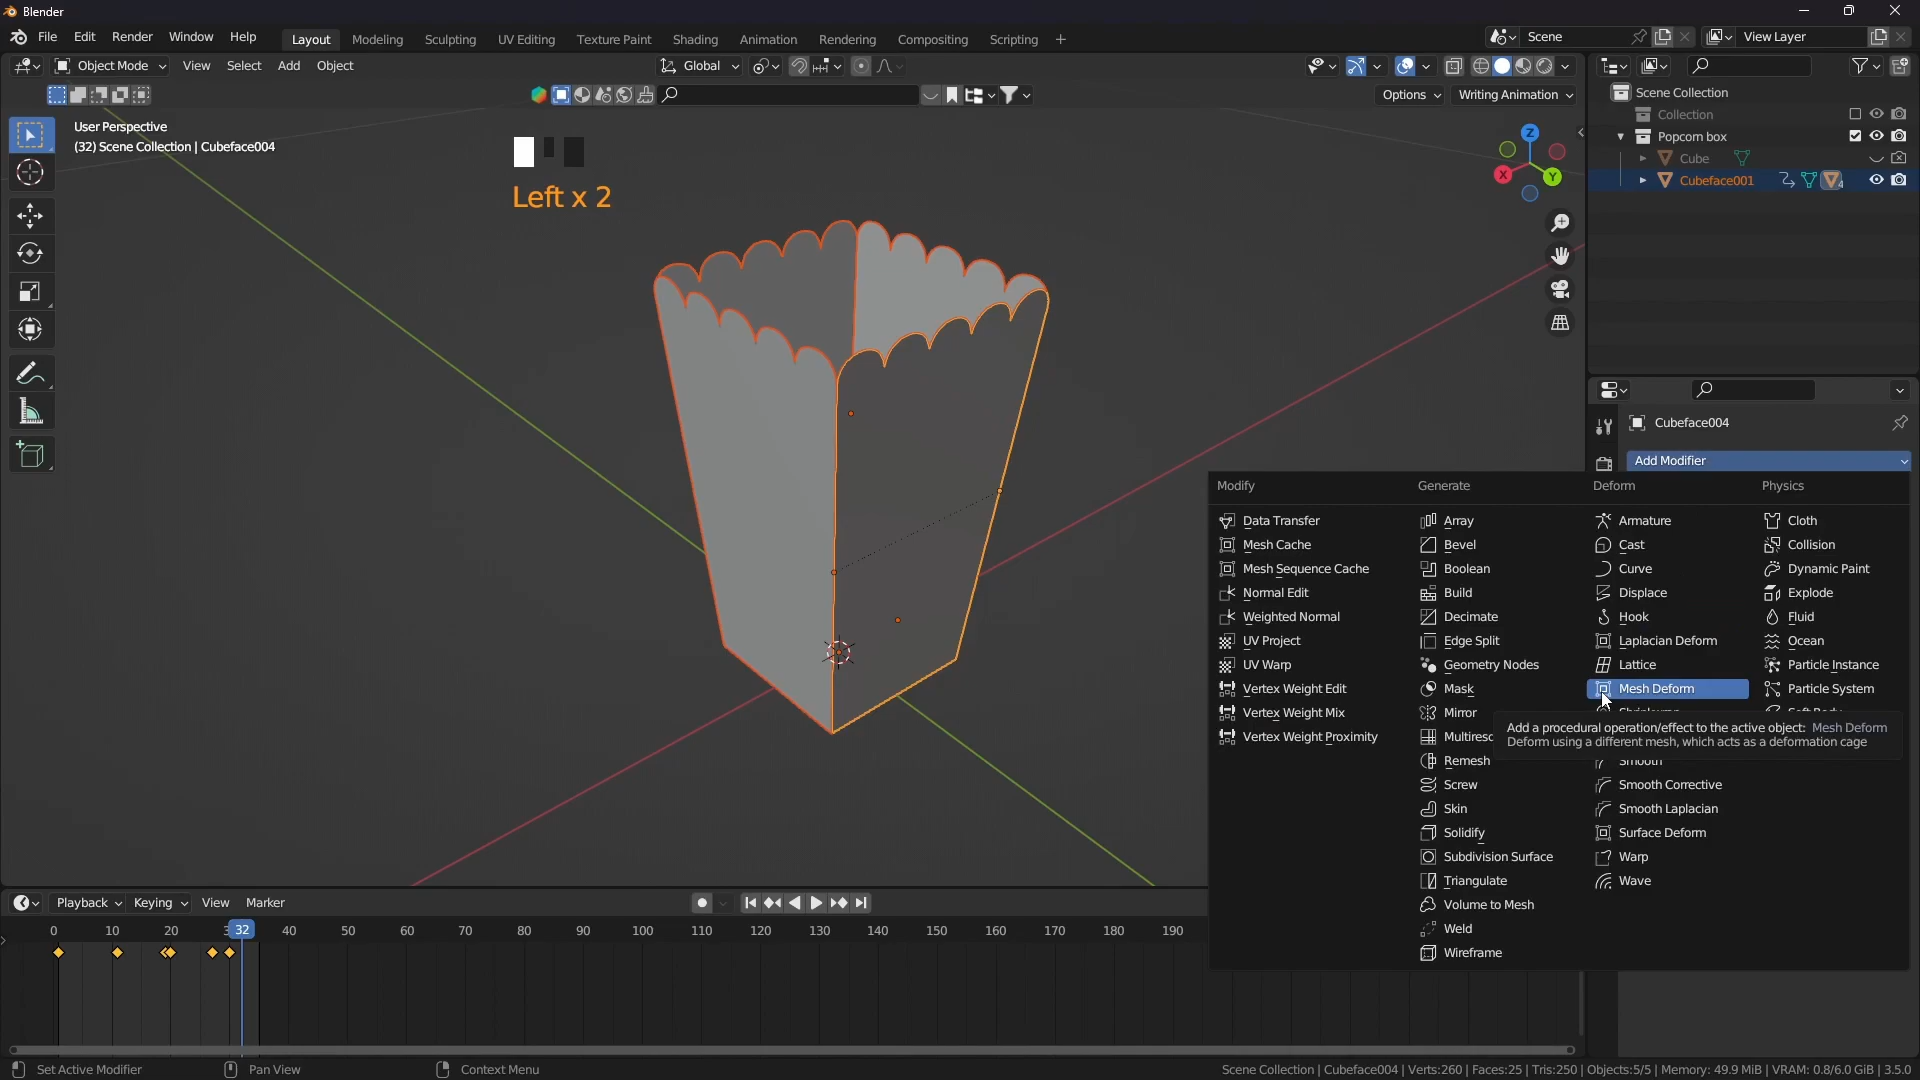 Blender
File Edit Render Window Help Layout Modeling Sculpting UV Editing Texture Paint Shading Animation Rendering Compositing Scripting + Scene View Layer
Object Mode View Select Add Object Global
Options Writing Animation
User Perspective
(32) Scene Collection | Cubeface004
Left x 2
Z
X
Y
Scene Collection
Collection
Popcorn box
Cube
Cubeface001
4
Cubeface004
Add Modifier
Modify Generate Deform Physics
Data Transfer Array Armature Cloth
Mesh Cache Bevel Cast Collision
Mesh Sequence Cache Boolean Curve Dynamic Paint
Normal Edit Build Displace Explode
Weighted Normal Decimate Hook Fluid
UV Project Edge Split Laplacian Deform Ocean
UV Warp Geometry Nodes Lattice Particle Instance
Vertex Weight Edit Mask Mesh Deform Particle System
Vertex Weight Mix Mirror
Vertex Weight Proximity Multires
Add a procedural operation/effect to the active object: Mesh Deform
Deform using a different mesh, which acts as a deformation cage
Remesh Smooth
Screw Smooth Corrective
Skin Smooth Laplacian
Solidify Surface Deform
Subdivision Surface Warp
Triangulate Wave
Volume to Mesh
Weld
Wireframe
Playback Keying View Marker
0 10 20 32 40 50 60 70 80 90 100 110 120 130 140 150 160 170 180 190
Set Active Modifier Pan View Context Menu Scene Collection | Cubeface004 | Verts:260 | Faces:25 | Tris:250 | Objects:5/5 | Memory: 49.9 MiB | VRAM: 0.8/6.0 GiB | 3.5.0